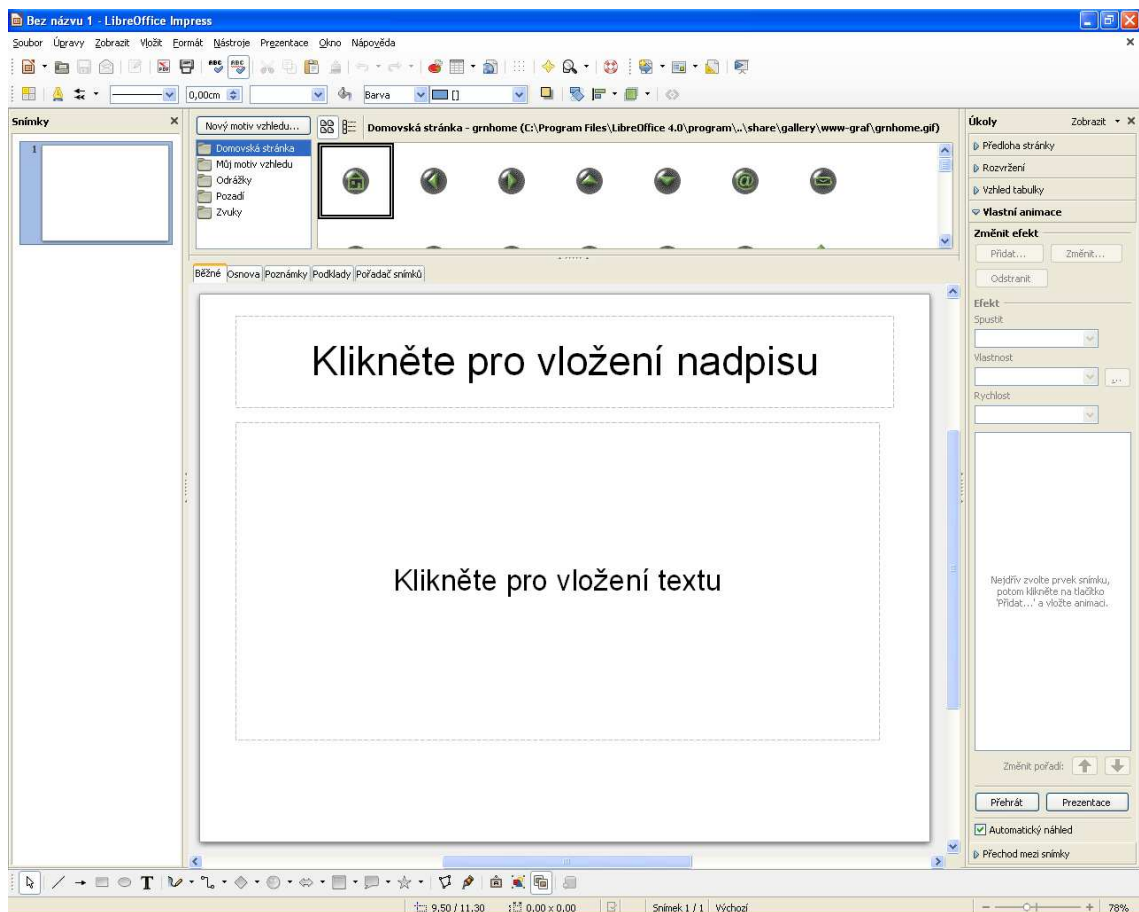 Bez názvu 1 - LibreOffice Impress
Soubor Úpravy Zobrazit Vložit Formát Nástroje Prezentace Okno Nápověda
0,00cm Barva []
Snímky
1
Nový motiv vzhledu... Domovská stránka - grnhome (C:\Program Files\LibreOffice 4.0\program\..\share\gallery\www-graf\grnhome.gif)
Domovská stránka
Můj motiv vzhledu
Odrážky
Pozadí
Zvuky
Běžné Osnova Poznámky Podklady Pořadač snímků
Klikněte pro vložení nadpisu
Klikněte pro vložení textu
Úkoly Zobrazit
Předloha stránky
Rozvržení
Vzhled tabulky
Vlastní animace
Změnit efekt
Přidat... Změnit...
Odstranit
Efekt
Spustit
Vlastnost
...
Rychlost
Nejdřív zvolte prvek snímku,
potom klikněte na tlačítko
'Přidat...' a vložte animaci.
Změnit pořadí:
Přehrát Prezentace
Automatický náhled
Přechod mezi snímky
9,50 / 11,30 0,00 x 0,00 Snímek 1 / 1 Výchozí 78%